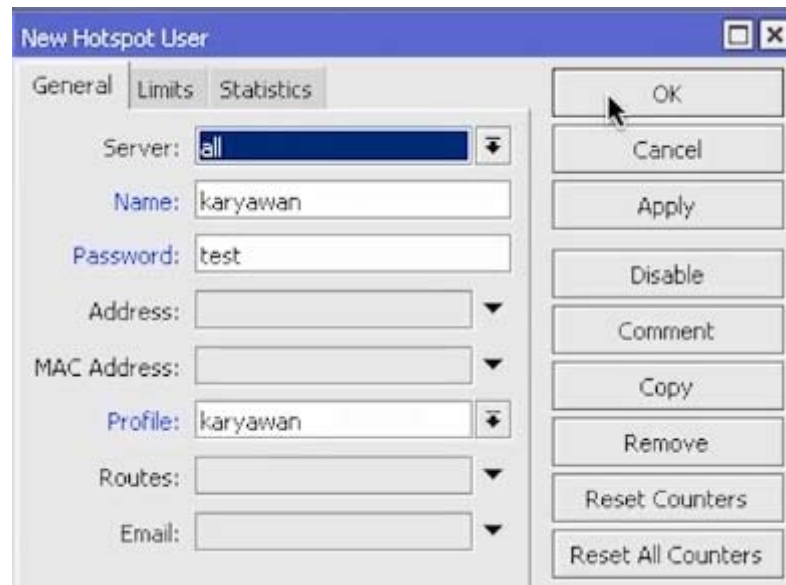 New Hotspot User
General Limits Statistics
Server: all
Name: karyawan
Password: test
Address:
MAC Address:
Profile: karyawan
Routes:
Email:
OK
Cancel
Apply
Disable
Comment
Copy
Remove
Reset Counters
Reset All Counters